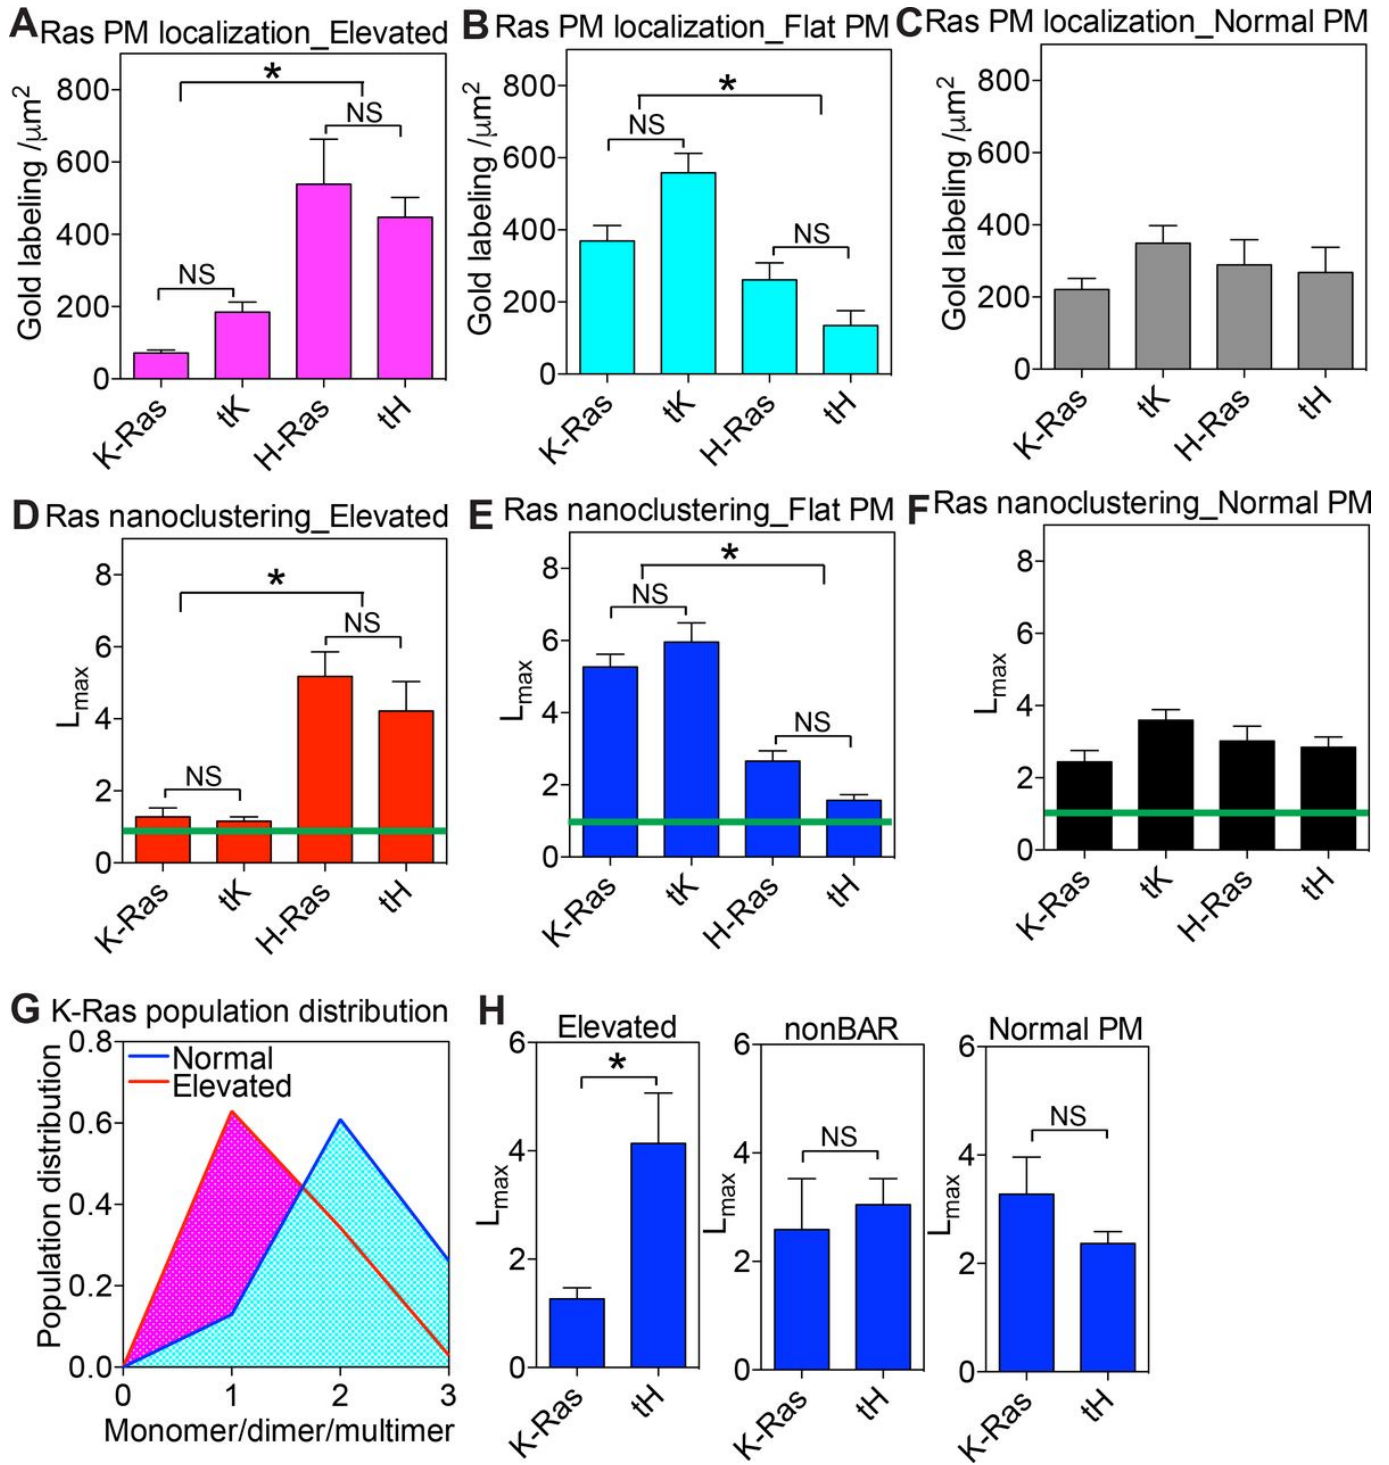 A Ras PM localization_Elevated
Gold labeling /μm²
800
600
400
200
0
*
NS
NS
K-Ras
tK
H-Ras
tH
B Ras PM localization_Flat PM
Gold labeling /μm²
800
600
400
200
0
*
NS
NS
K-Ras
tK
H-Ras
tH
C Ras PM localization_Normal PM
Gold labeling /μm²
800
600
400
200
0
K-Ras
tK
H-Ras
tH
D Ras nanoclustering_Elevated
Lmax
8
6
4
2
0
*
NS
NS
K-Ras
tK
H-Ras
tH
E Ras nanoclustering_Flat PM
Lmax
8
6
4
2
0
*
NS
NS
K-Ras
tK
H-Ras
tH
F Ras nanoclustering_Normal PM
Lmax
8
6
4
2
0
K-Ras
tK
H-Ras
tH
G K-Ras population distribution
Population distribution
0.8
0.6
0.4
0.2
0.0
Normal
Elevated
0 1 2 3
Monomer/dimer/multimer
H
Elevated
Lmax
6
4
2
0
*
K-Ras
tH
nonBAR
Lmax
6
4
2
0
NS
K-Ras
tH
Normal PM
Lmax
6
4
2
0
NS
K-Ras
tH